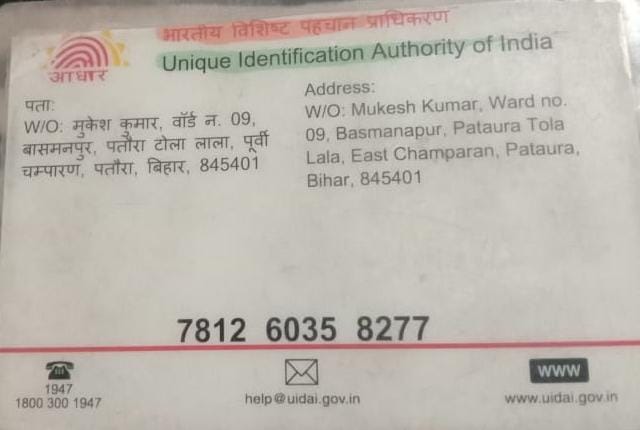 भारतीय विशिष्ट पहचान प्राधिकरण
Unique Identification Authority of India
आधार
पता:
W/O: मुकेश कुमार, वॉर्ड न. 09,
बासमनपुर, पतौरा टोला लाला, पूर्वी
चम्पारण, पतौरा, बिहार, 845401
Address:
W/O: Mukesh Kumar, Ward no.
09, Basmanapur, Pataura Tola
Lala, East Champaran, Pataura,
Bihar, 845401
7812 6035 8277
1947
1800 300 1947
help@uidai.gov.in
WWW
www.uidai.gov.in